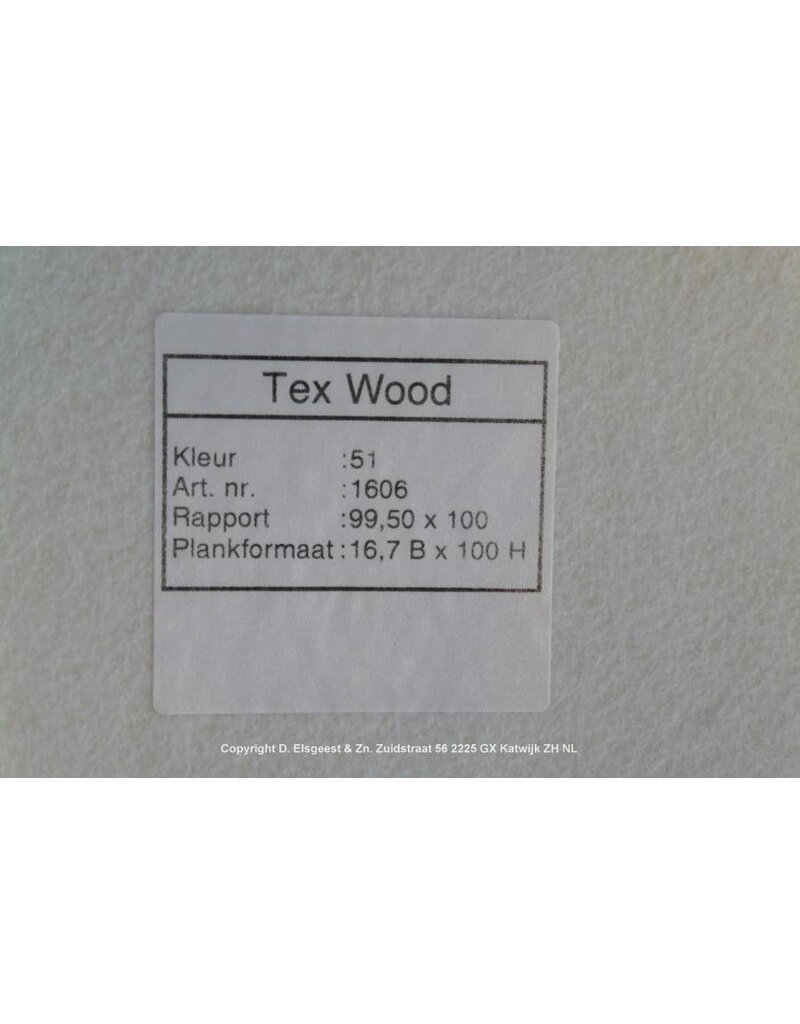 Tex Wood
Kleur :51
Art. nr. :1606
Rapport :99,50 x 100
Plankformaat :16,7 B x 100 H
Copyright D. Elsgeest & Zn. Zuidstraat 56 2225 GX Katwijk ZH NL